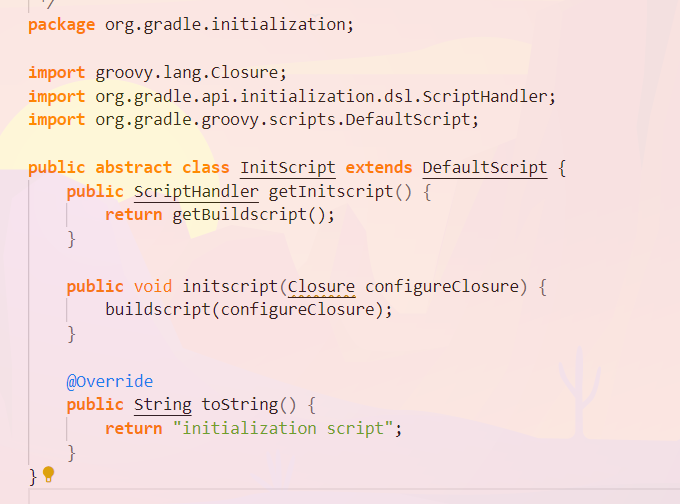 */
package org.gradle.initialization;
import groovy.lang.Closure;
import org.gradle.api.initialization.dsl.ScriptHandler;
import org.gradle.groovy.scripts.DefaultScript;
public abstract class InitScript extends DefaultScript {
public ScriptHandler getInitscript() {
return getBuildscript();
}
public void initscript(Closure configureClosure) {
buildscript(configureClosure);
}
@Override
public String toString() {
return "initialization script";
}
}